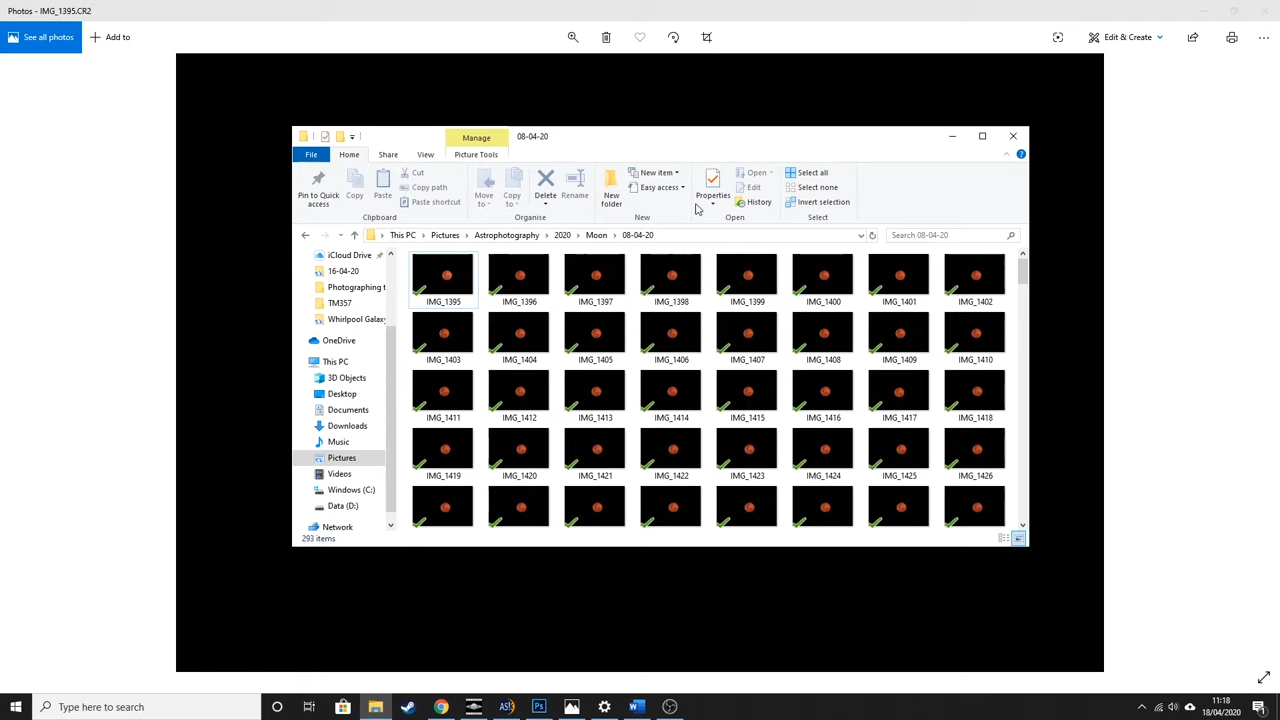 Photos - IMG_1395.CR2
See all photos
Add to
Edit & Create
Manage
08-04-20
File
Home
Share
View
Picture Tools
Pin to Quick access
Copy
Paste
Cut
Copy path
Paste shortcut
Clipboard
Move to
Copy to
Delete
Rename
Organise
New folder
New item
Easy access
New
Properties
Open
Edit
History
Open
Select all
Select none
Invert selection
Select
This PC
Pictures
Astrophotography
2020
Moon
08-04-20
Search 08-04-20
iCloud Drive
16-04-20
Photographing t
TM357
Whirlpool Galax
OneDrive
This PC
3D Objects
Desktop
Documents
Downloads
Music
Pictures
Videos
Windows (C:)
Data (D:)
Network
IMG_1395 IMG_1396 IMG_1397 IMG_1398 IMG_1399 IMG_1400 IMG_1401 IMG_1402
IMG_1403 IMG_1404 IMG_1405 IMG_1406 IMG_1407 IMG_1408 IMG_1409 IMG_1410
IMG_1411 IMG_1412 IMG_1413 IMG_1414 IMG_1415 IMG_1416 IMG_1417 IMG_1418
IMG_1419 IMG_1420 IMG_1421 IMG_1422 IMG_1423 IMG_1424 IMG_1425 IMG_1426
293 items
Type here to search
11:18
18/04/2020